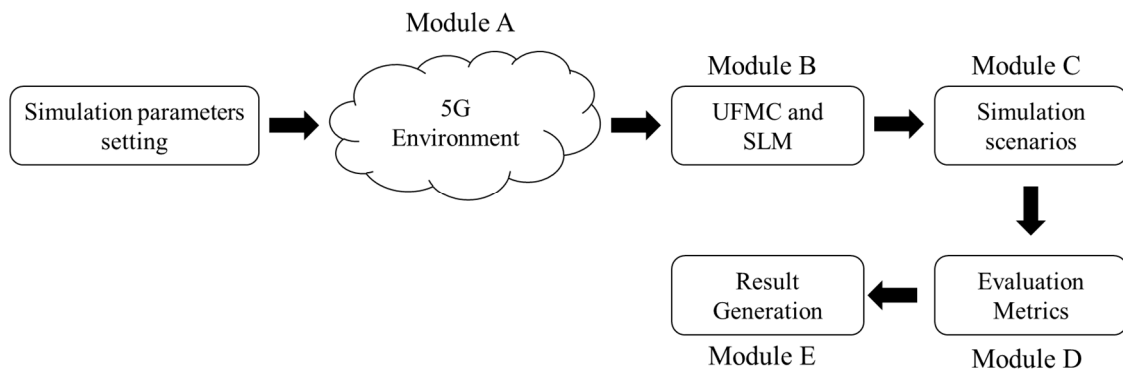 Module A
Simulation parameters
setting
5G
Environment
Module B
UFMC and
SLM
Module C
Simulation
scenarios
Result
Generation
Module E
Evaluation
Metrics
Module D